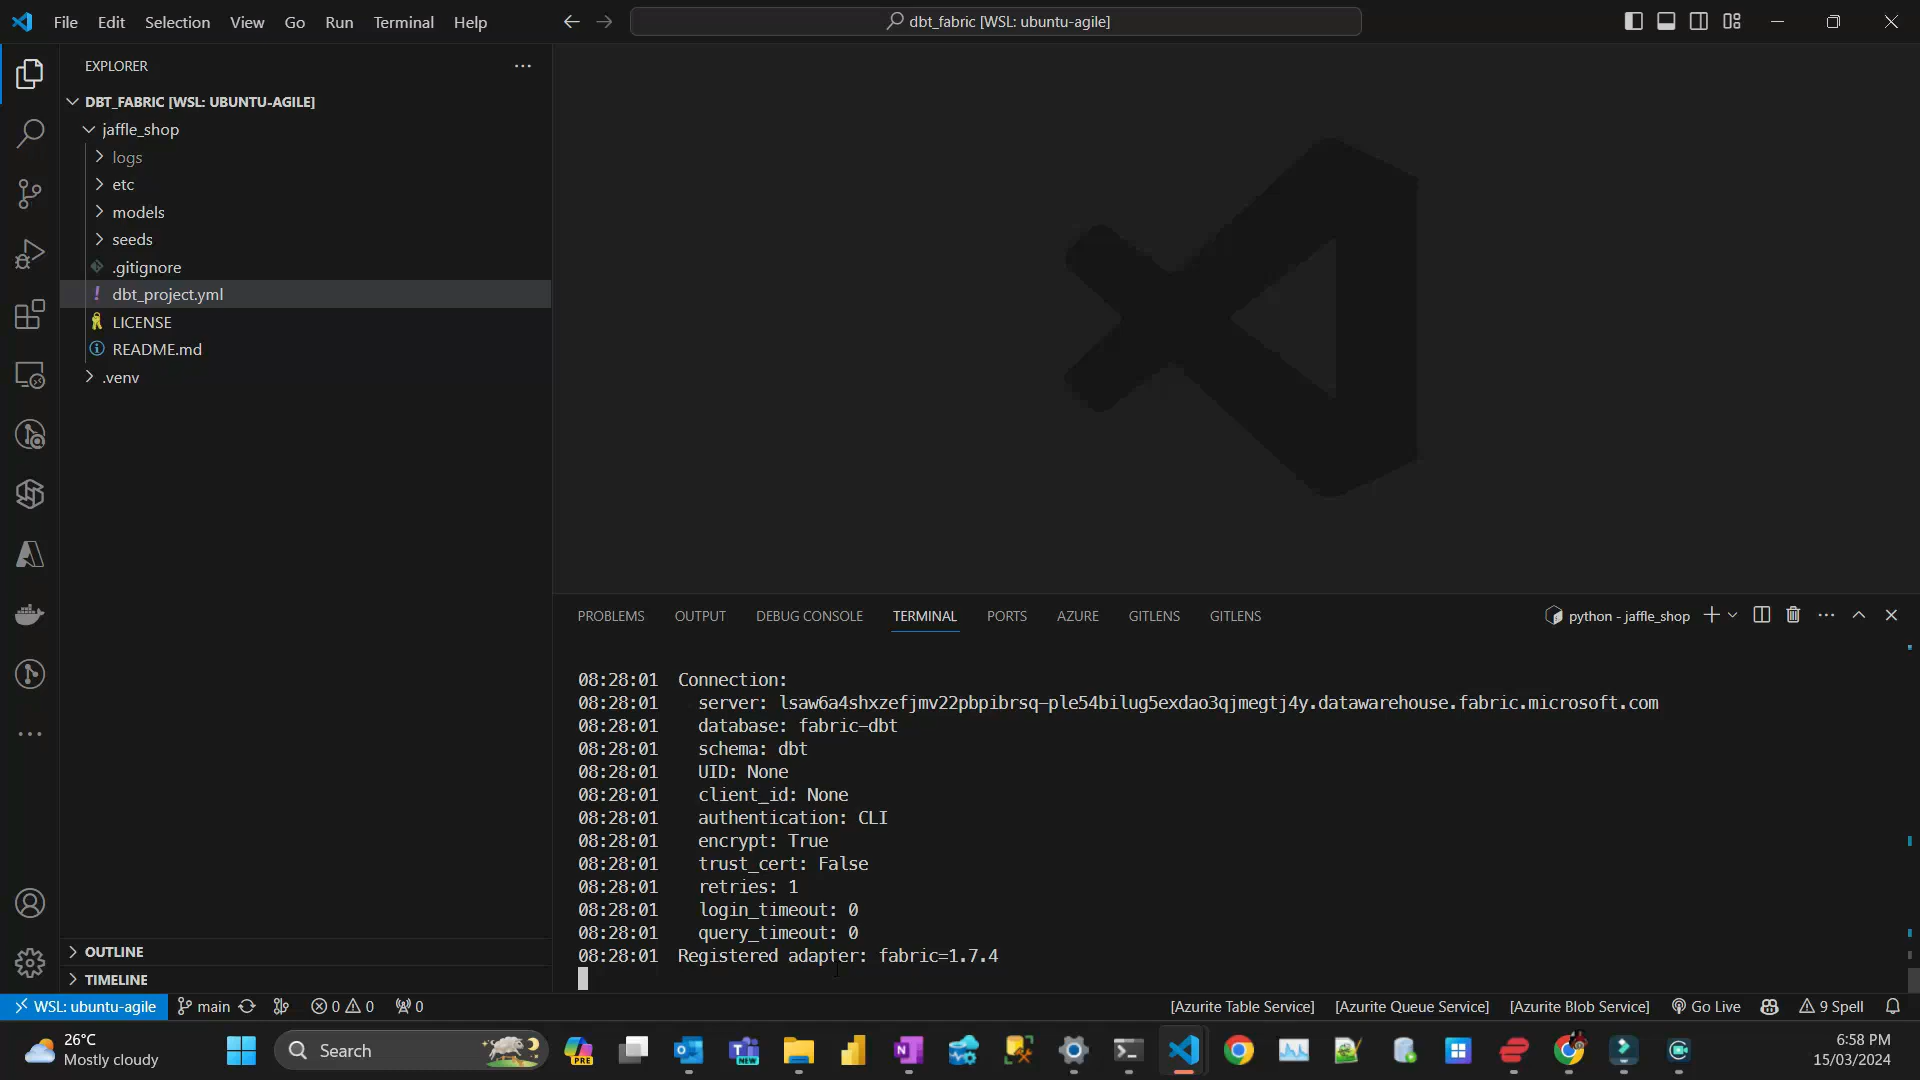 File Edit Selection View Go Run Terminal Help
dbt_fabric [WSL: ubuntu-agile]
EXPLORER
DBT_FABRIC [WSL: UBUNTU-AGILE]
jaffle_shop
logs
etc
models
seeds
.gitignore
dbt_project.yml
LICENSE
README.md
.venv
OUTLINE
TIMELINE
PROBLEMS OUTPUT DEBUG CONSOLE TERMINAL PORTS AZURE GITLENS GITLENS
python - jaffle_shop
08:28:01 Connection:
08:28:01 server: lsaw6a4shxzefjmv22pbpibrsq-ple54bilug5exdao3qjmegtj4y.datawarehouse.fabric.microsoft.com
08:28:01 database: fabric-dbt
08:28:01 schema: dbt
08:28:01 UID: None
08:28:01 client_id: None
08:28:01 authentication: CLI
08:28:01 encrypt: True
08:28:01 trust_cert: False
08:28:01 retries: 1
08:28:01 login_timeout: 0
08:28:01 query_timeout: 0
08:28:01 Registered adapter: fabric=1.7.4
WSL: ubuntu-agile main 0 0 0 [Azurite Table Service] [Azurite Queue Service] [Azurite Blob Service] Go Live 9 Spell
26°C
Mostly cloudy
Search
PRE
NEW
6:58 PM
15/03/2024